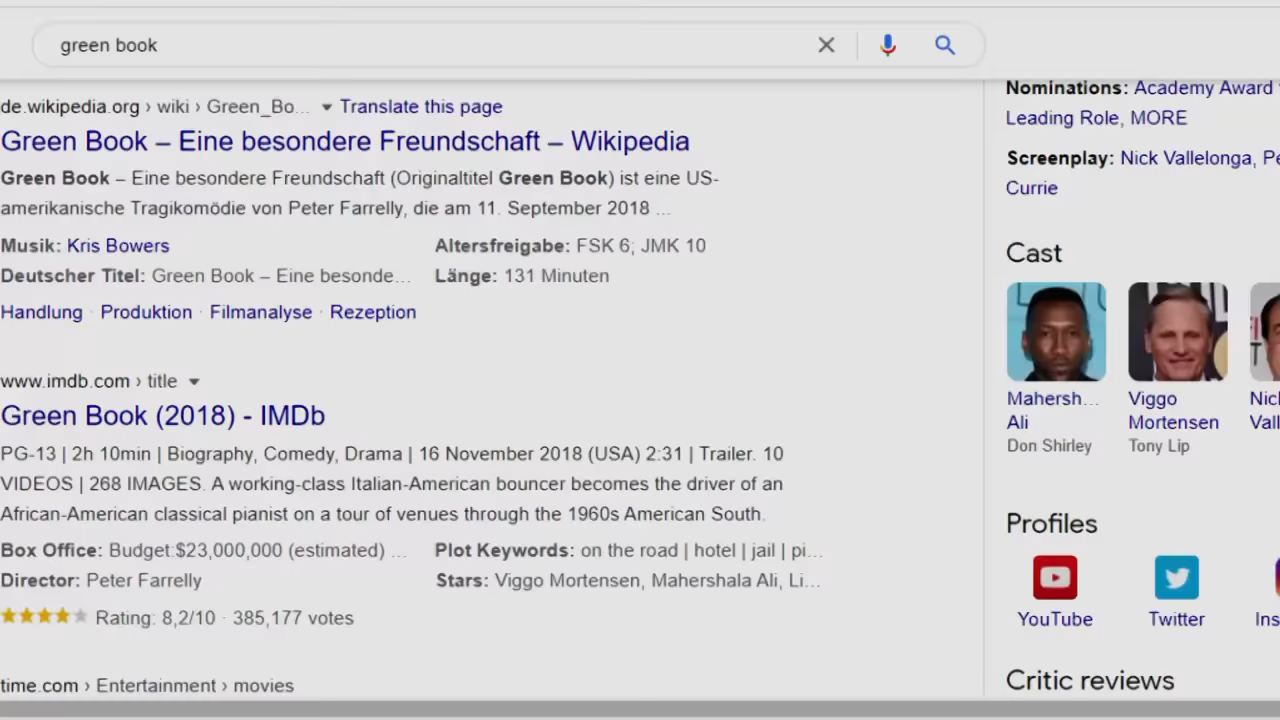 green book
de.wikipedia.org › wiki › Green_Bo... Translate this page
Green Book – Eine besondere Freundschaft – Wikipedia
Green Book – Eine besondere Freundschaft (Originaltitel Green Book) ist eine US-
amerikanische Tragikomödie von Peter Farrelly, die am 11. September 2018 ...
Musik: Kris Bowers Altersfreigabe: FSK 6; JMK 10
Deutscher Titel: Green Book – Eine besonde... Länge: 131 Minuten
Handlung · Produktion · Filmanalyse · Rezeption
www.imdb.com › title
Green Book (2018) - IMDb
PG-13 | 2h 10min | Biography, Comedy, Drama | 16 November 2018 (USA) 2:31 | Trailer. 10
VIDEOS | 268 IMAGES. A working-class Italian-American bouncer becomes the driver of an
African-American classical pianist on a tour of venues through the 1960s American South.
Box Office: Budget:$23,000,000 (estimated) ... Plot Keywords: on the road | hotel | jail | pi...
Director: Peter Farrelly Stars: Viggo Mortensen, Mahershala Ali, Li...
Rating: 8,2/10 · 385,177 votes
time.com › Entertainment › movies
Nominations: Academy Award
Leading Role, MORE
Screenplay: Nick Vallelonga, Pe
Currie
Cast
Mahersh... Viggo Nic
Ali Mortensen Vall
Don Shirley Tony Lip
Profiles
YouTube Twitter Ins
Critic reviews